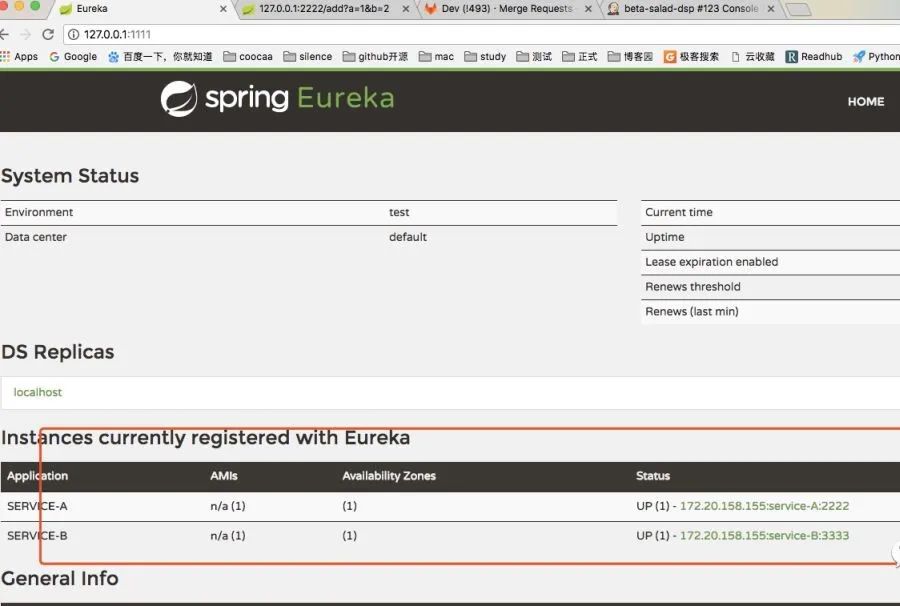 Eureka
127.0.0.1:2222/add?a=1&b=2
Dev (!493) · Merge Requests
beta-salad-dsp #123 Console
127.0.0.1:1111
Apps Google 百度一下,你就知道 coocaa silence github开源 mac study 测试 正式 博客园 极客搜索 云收藏 Readhub Python
spring Eureka
HOME
System Status
Environment test
Data center default
Current time
Uptime
Lease expiration enabled
Renews threshold
Renews (last min)
DS Replicas
localhost
Instances currently registered with Eureka
Application AMIs Availability Zones Status
SERVICE-A n/a (1) (1) UP (1) - 172.20.158.155:service-A:2222
SERVICE-B n/a (1) (1) UP (1) - 172.20.158.155:service-B:3333
General Info